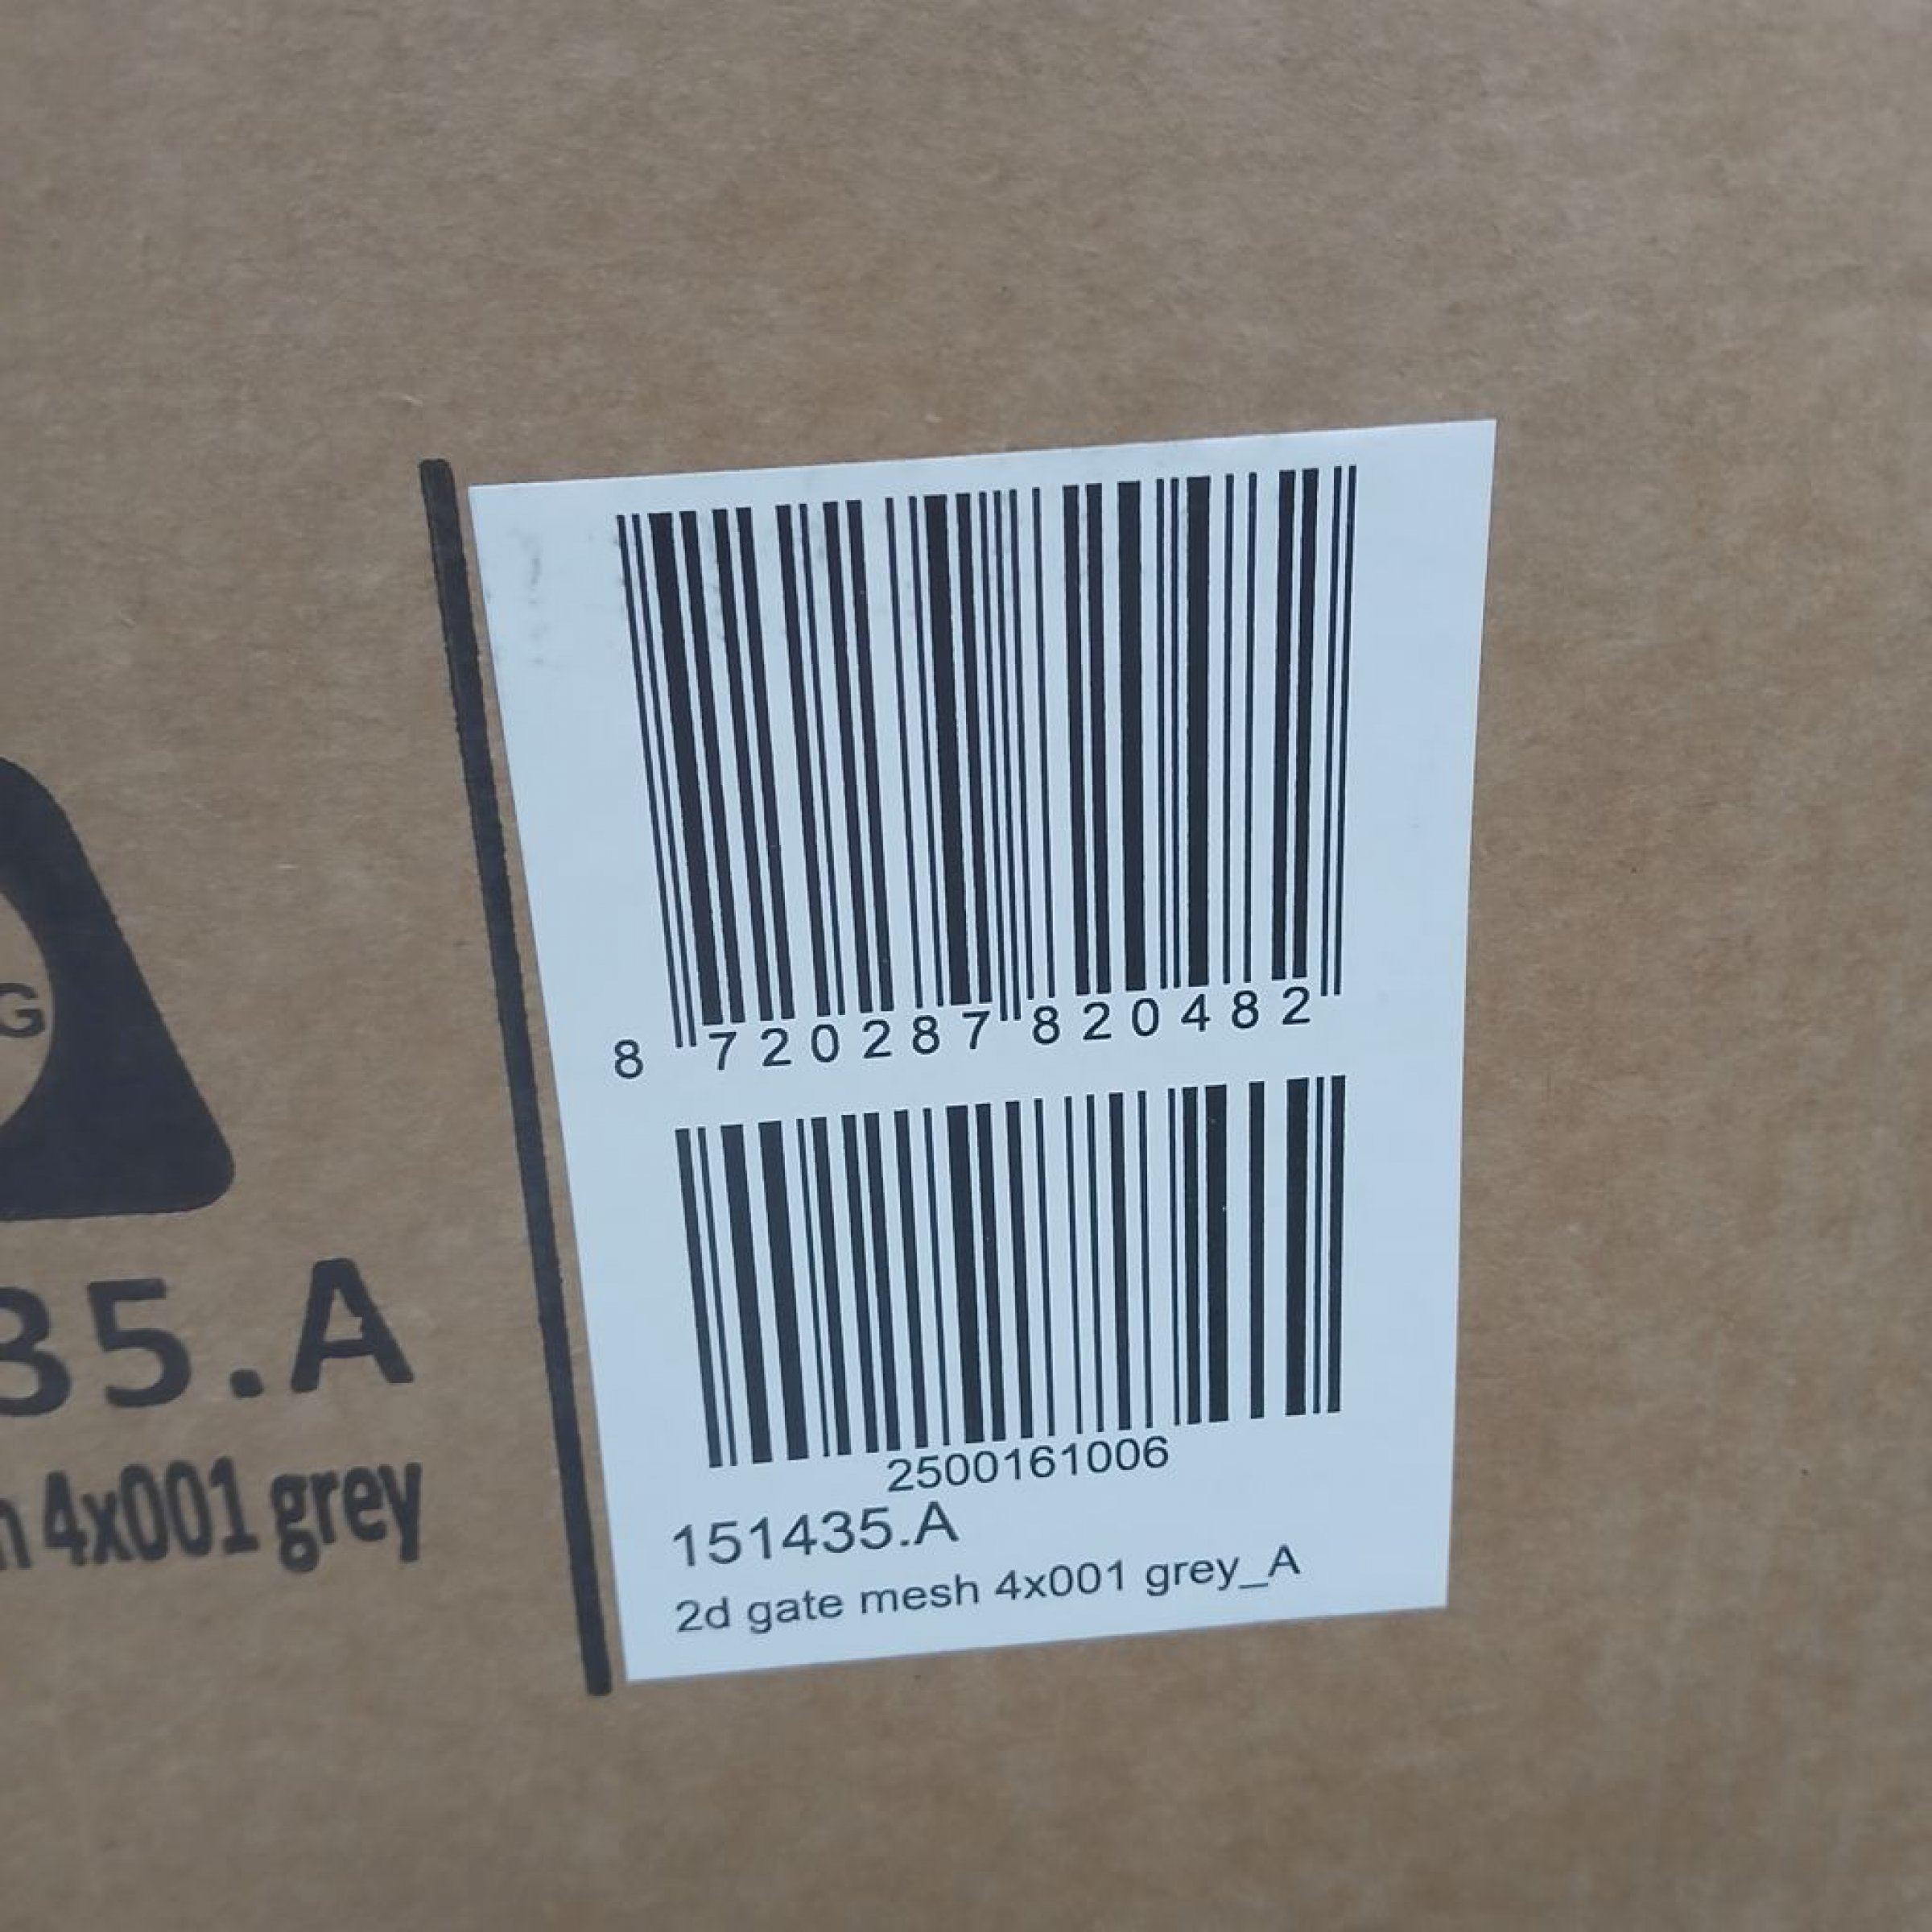 8 720287 820482
2500161006
151435.A
2d gate mesh 4x001 grey_A
G
35.A
4x001 grey